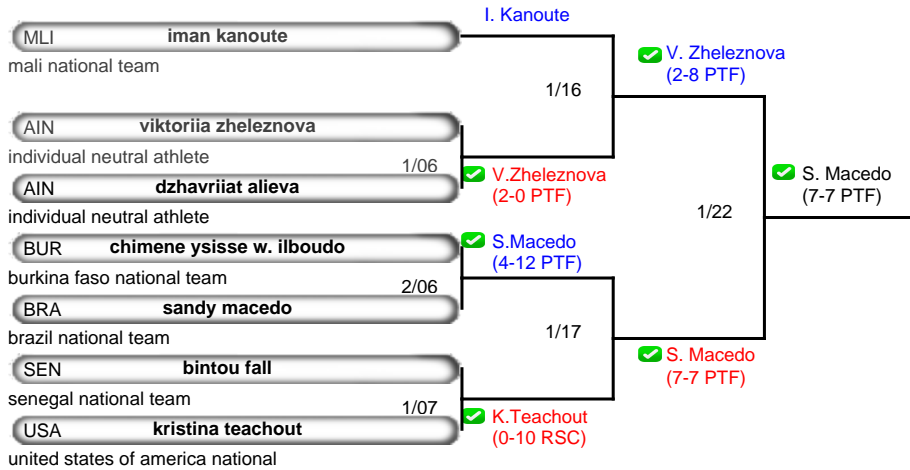 I. Kanoute
MLI iman kanoute
mali national team
V. Zheleznova
(2-8 PTF)
1/16
AIN viktoriia zheleznova
individual neutral athlete
1/06
AIN dzhavriiat alieva
individual neutral athlete
V.Zheleznova
(2-0 PTF)
S. Macedo
(7-7 PTF)
1/22
BUR chimene ysisse w. ilboudo
burkina faso national team
S.Macedo
(4-12 PTF)
2/06
BRA sandy macedo
brazil national team
1/17
S. Macedo
(7-7 PTF)
SEN bintou fall
senegal national team
1/07
USA kristina teachout
united states of america national
K.Teachout
(0-10 RSC)